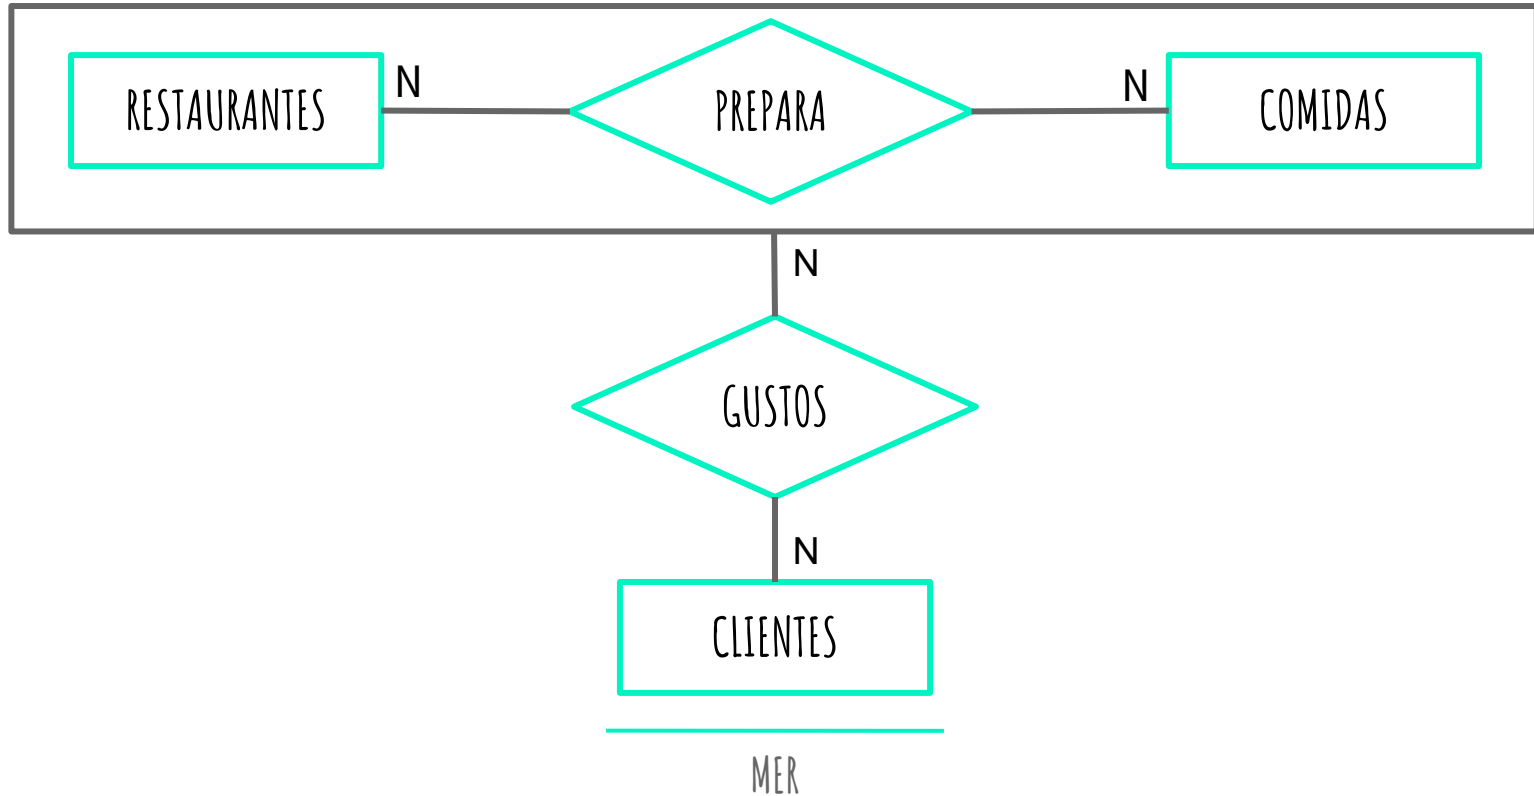 RESTAURANTES
N
PREPARA
N
COMIDAS
N
GUSTOS
N
CLIENTES
MER